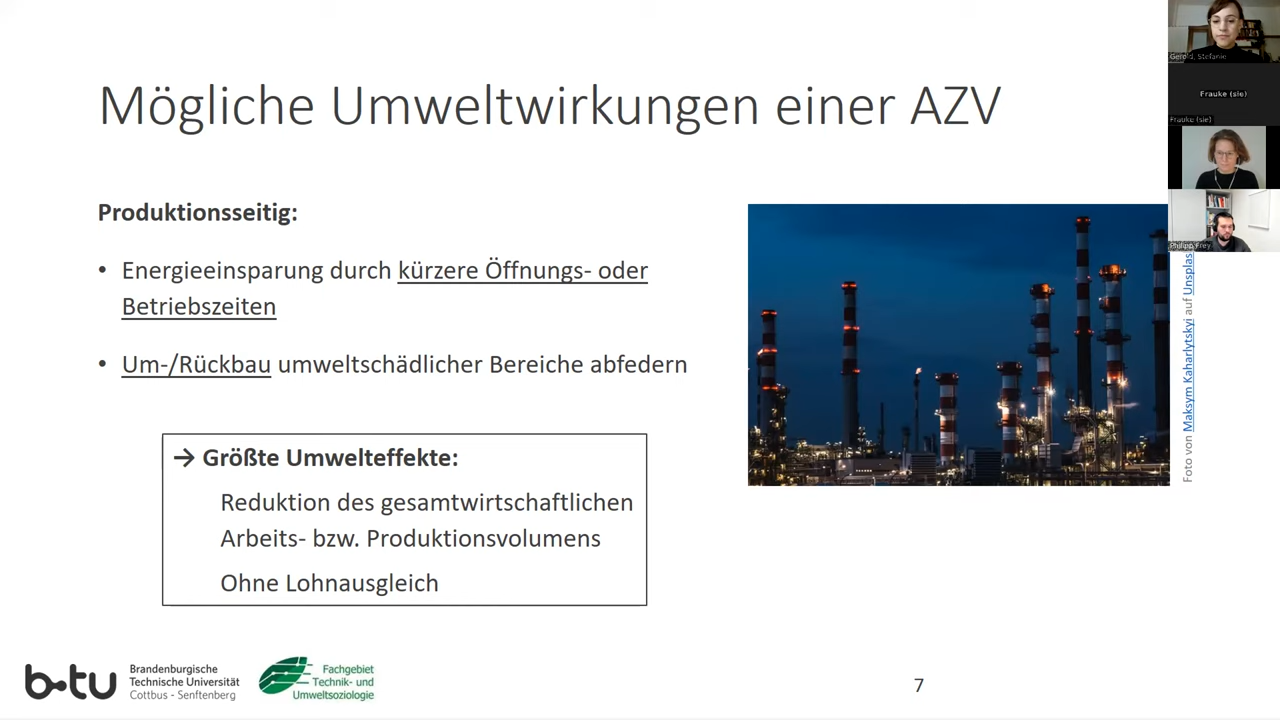 Mögliche Umweltwirkungen einer AZV
Produktionsseitig:
• Energieeinsparung durch kürzere Öffnungs- oder
Betriebszeiten
• Um-/Rückbau umweltschädlicher Bereiche abfedern
→ Größte Umwelteffekte:
Reduktion des gesamtwirtschaftlichen
Arbeits- bzw. Produktionsvolumens
Ohne Lohnausgleich
Foto von Maksym Kaharlytskyi auf Unsplas
Gerold, Stefanie
Frauke (sie)
Frauke (sie)
Philipp Frey
b-tu
Brandenburgische
Technische Universität
Cottbus - Senftenberg
Fachgebiet
Technik- und
Umweltsoziologie
7